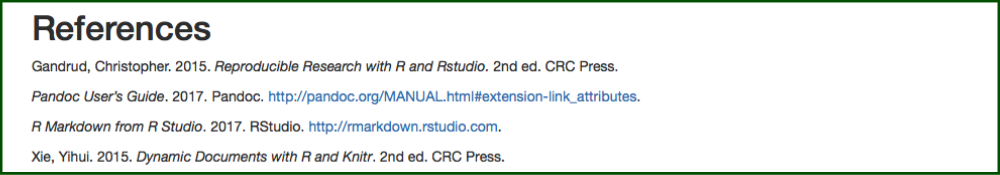 References
Gandrud, Christopher. 2015. Reproducible Research with R and Rstudio. 2nd ed. CRC Press.
Pandoc User’s Guide. 2017. Pandoc. http://pandoc.org/MANUAL.html#extension-link_attributes.
R Markdown from R Studio. 2017. RStudio. http://rmarkdown.rstudio.com.
Xie, Yihui. 2015. Dynamic Documents with R and Knitr. 2nd ed. CRC Press.